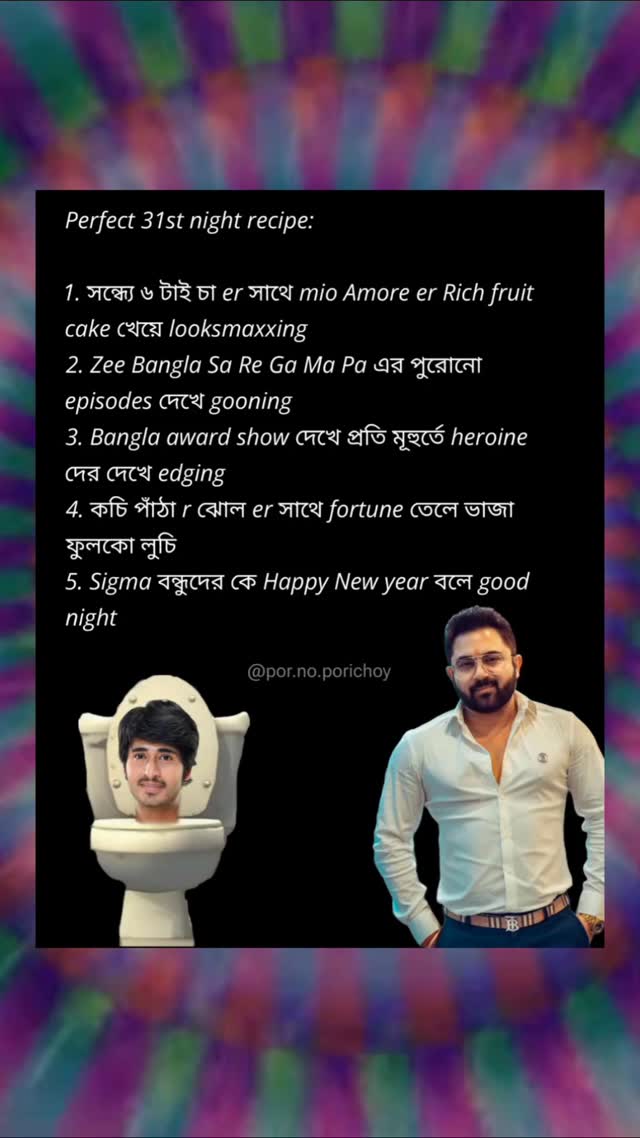 Perfect 31st night recipe:
1. সন্ধ্যে ৬ টাই চা er সাথে mio Amore er Rich fruit
cake খেয়ে looksmaxxing
2. Zee Bangla Sa Re Ga Ma Pa এর পুরোনো
episodes দেখে gooning
3. Bangla award show দেখে প্রতি মূহুর্তে heroine
দের দেখে edging
4. কচি পাঁঠা r ঝোল er সাথে fortune তেলে ভাজা
ফুলকো লুচি
5. Sigma বন্ধুদের কে Happy New year বলে good
night
@por.no.porichoy